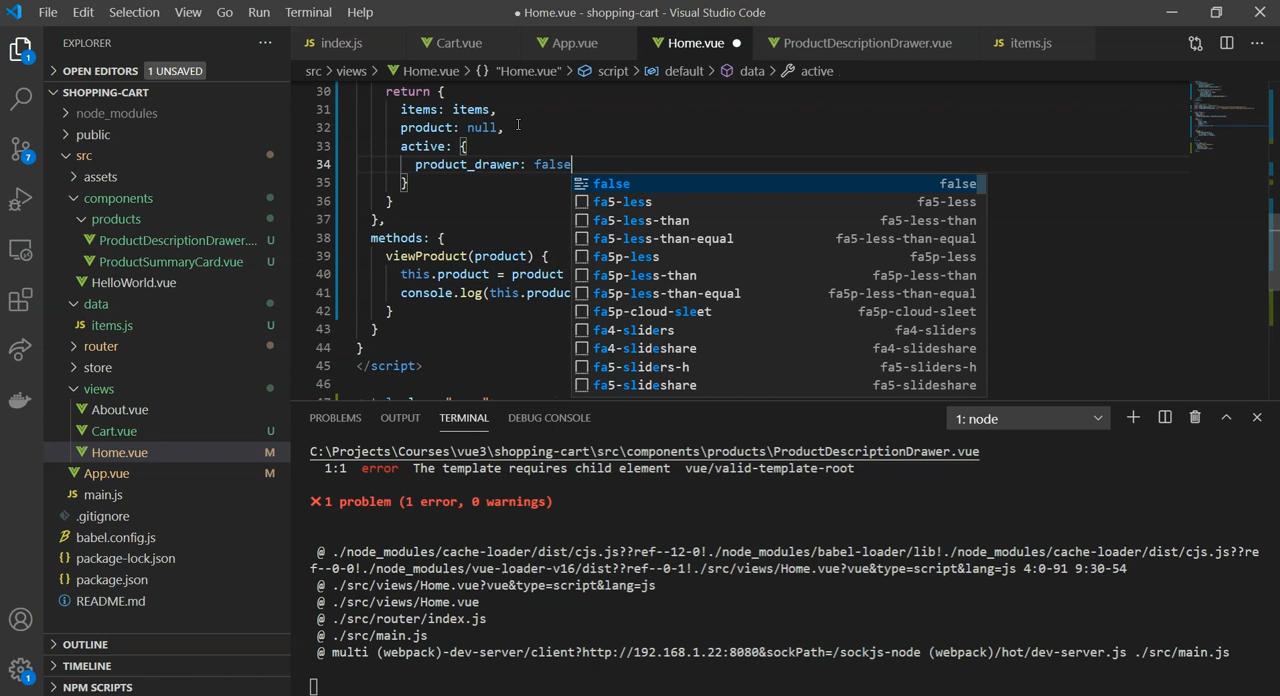 File Edit Selection View Go Run Terminal Help
● Home.vue - shopping-cart - Visual Studio Code
EXPLORER
OPEN EDITORS 1 UNSAVED
SHOPPING-CART
node_modules
public
src
assets
components
products
ProductDescriptionDrawer.... U
ProductSummaryCard.vue U
HelloWorld.vue
data
JS items.js U
router
store
views
About.vue
Cart.vue U
Home.vue M
App.vue M
JS main.js
.gitignore
babel.config.js
{} package-lock.json
{} package.json
README.md
OUTLINE
TIMELINE
NPM SCRIPTS
1
7
1
JS index.js Cart.vue App.vue Home.vue ● ProductDescriptionDrawer.vue JS items.js
src > views > Home.vue > {} "Home.vue" > script > default > data > active
30 return {
31 items: items,
32 product: null,
33 active: {
34 product_drawer: false
35 }
36 }
37 },
38 methods: {
39 viewProduct(product) {
40 this.product = product
41 console.log(this.produc
42 }
43 }
44 }
45 </script>
46
false false
fa5-less fa5-less
fa5-less-than fa5-less-than
fa5-less-than-equal fa5-less-than-equal
fa5p-less fa5p-less
fa5p-less-than fa5p-less-than
fa5p-less-than-equal fa5p-less-than-equal
fa5p-cloud-sleet fa5p-cloud-sleet
fa4-sliders fa4-sliders
fa4-slideshare fa4-slideshare
fa5-sliders-h fa5-sliders-h
fa5-slideshare fa5-slideshare
PROBLEMS OUTPUT TERMINAL DEBUG CONSOLE
1: node
C:\Projects\Courses\vue3\shopping-cart\src\components\products\ProductDescriptionDrawer.vue
1:1 error The template requires child element vue/valid-template-root
✕ 1 problem (1 error, 0 warnings)
@ ./node_modules/cache-loader/dist/cjs.js??ref--12-0!./node_modules/babel-loader/lib!./node_modules/cache-loader/dist/cjs.js??re
f--0-0!./node_modules/vue-loader-v16/dist??ref--0-1!./src/views/Home.vue?vue&type=script&lang=js 4:0-91 9:30-54
@ ./src/views/Home.vue?vue&type=script&lang=js
@ ./src/views/Home.vue
@ ./src/router/index.js
@ ./src/main.js
@ multi (webpack)-dev-server/client?http://192.168.1.22:8080&sockPath=/sockjs-node (webpack)/hot/dev-server.js ./src/main.js